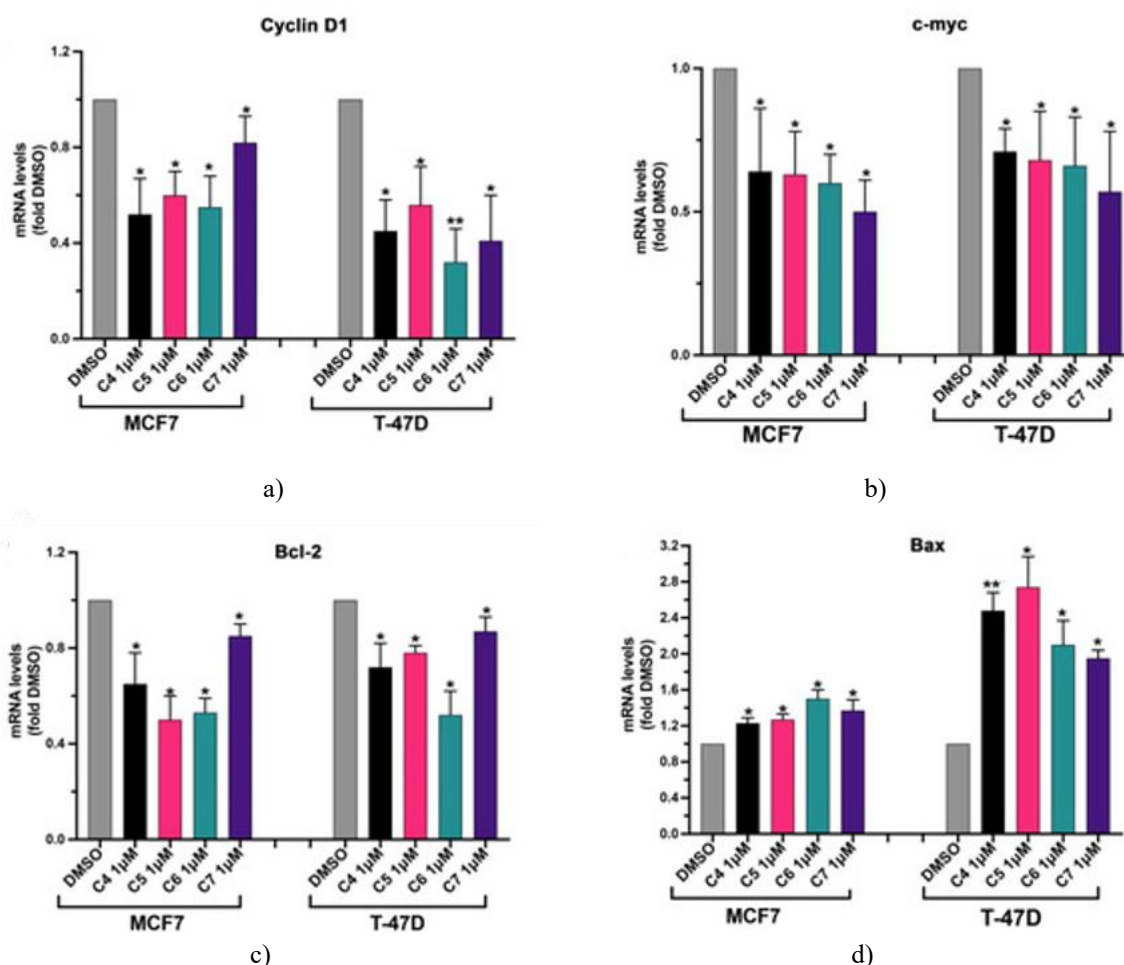 Cyclin D1
mRNA levels
(fold DMSO)
1.2
0.8
0.4
0.0
* * * * * * ** *
DMSO C4 1μM C5 1μM C6 1μM C7 1μM DMSO C4 1μM C5 1μM C6 1μM C7 1μM
MCF7 T-47D
a)
c-myc
mRNA levels
(fold DMSO)
1.0
0.5
0.0
* * * * * * * *
DMSO C4 1μM C5 1μM C6 1μM C7 1μM DMSO C4 1μM C5 1μM C6 1μM C7 1μM
MCF7 T-47D
b)
Bcl-2
mRNA levels
(fold DMSO)
1.2
0.8
0.4
0.0
* * * * * * * *
DMSO C4 1μM C5 1μM C6 1μM C7 1μM DMSO C4 1μM C5 1μM C6 1μM C7 1μM
MCF7 T-47D
c)
Bax
mRNA levels
(fold DMSO)
3.2
2.8
2.4
2.0
1.6
1.2
0.8
0.4
0.0
* * * * ** * * *
DMSO C4 1μM C5 1μM C6 1μM C7 1μM DMSO C4 1μM C5 1μM C6 1μM C7 1μM
MCF7 T-47D
d)